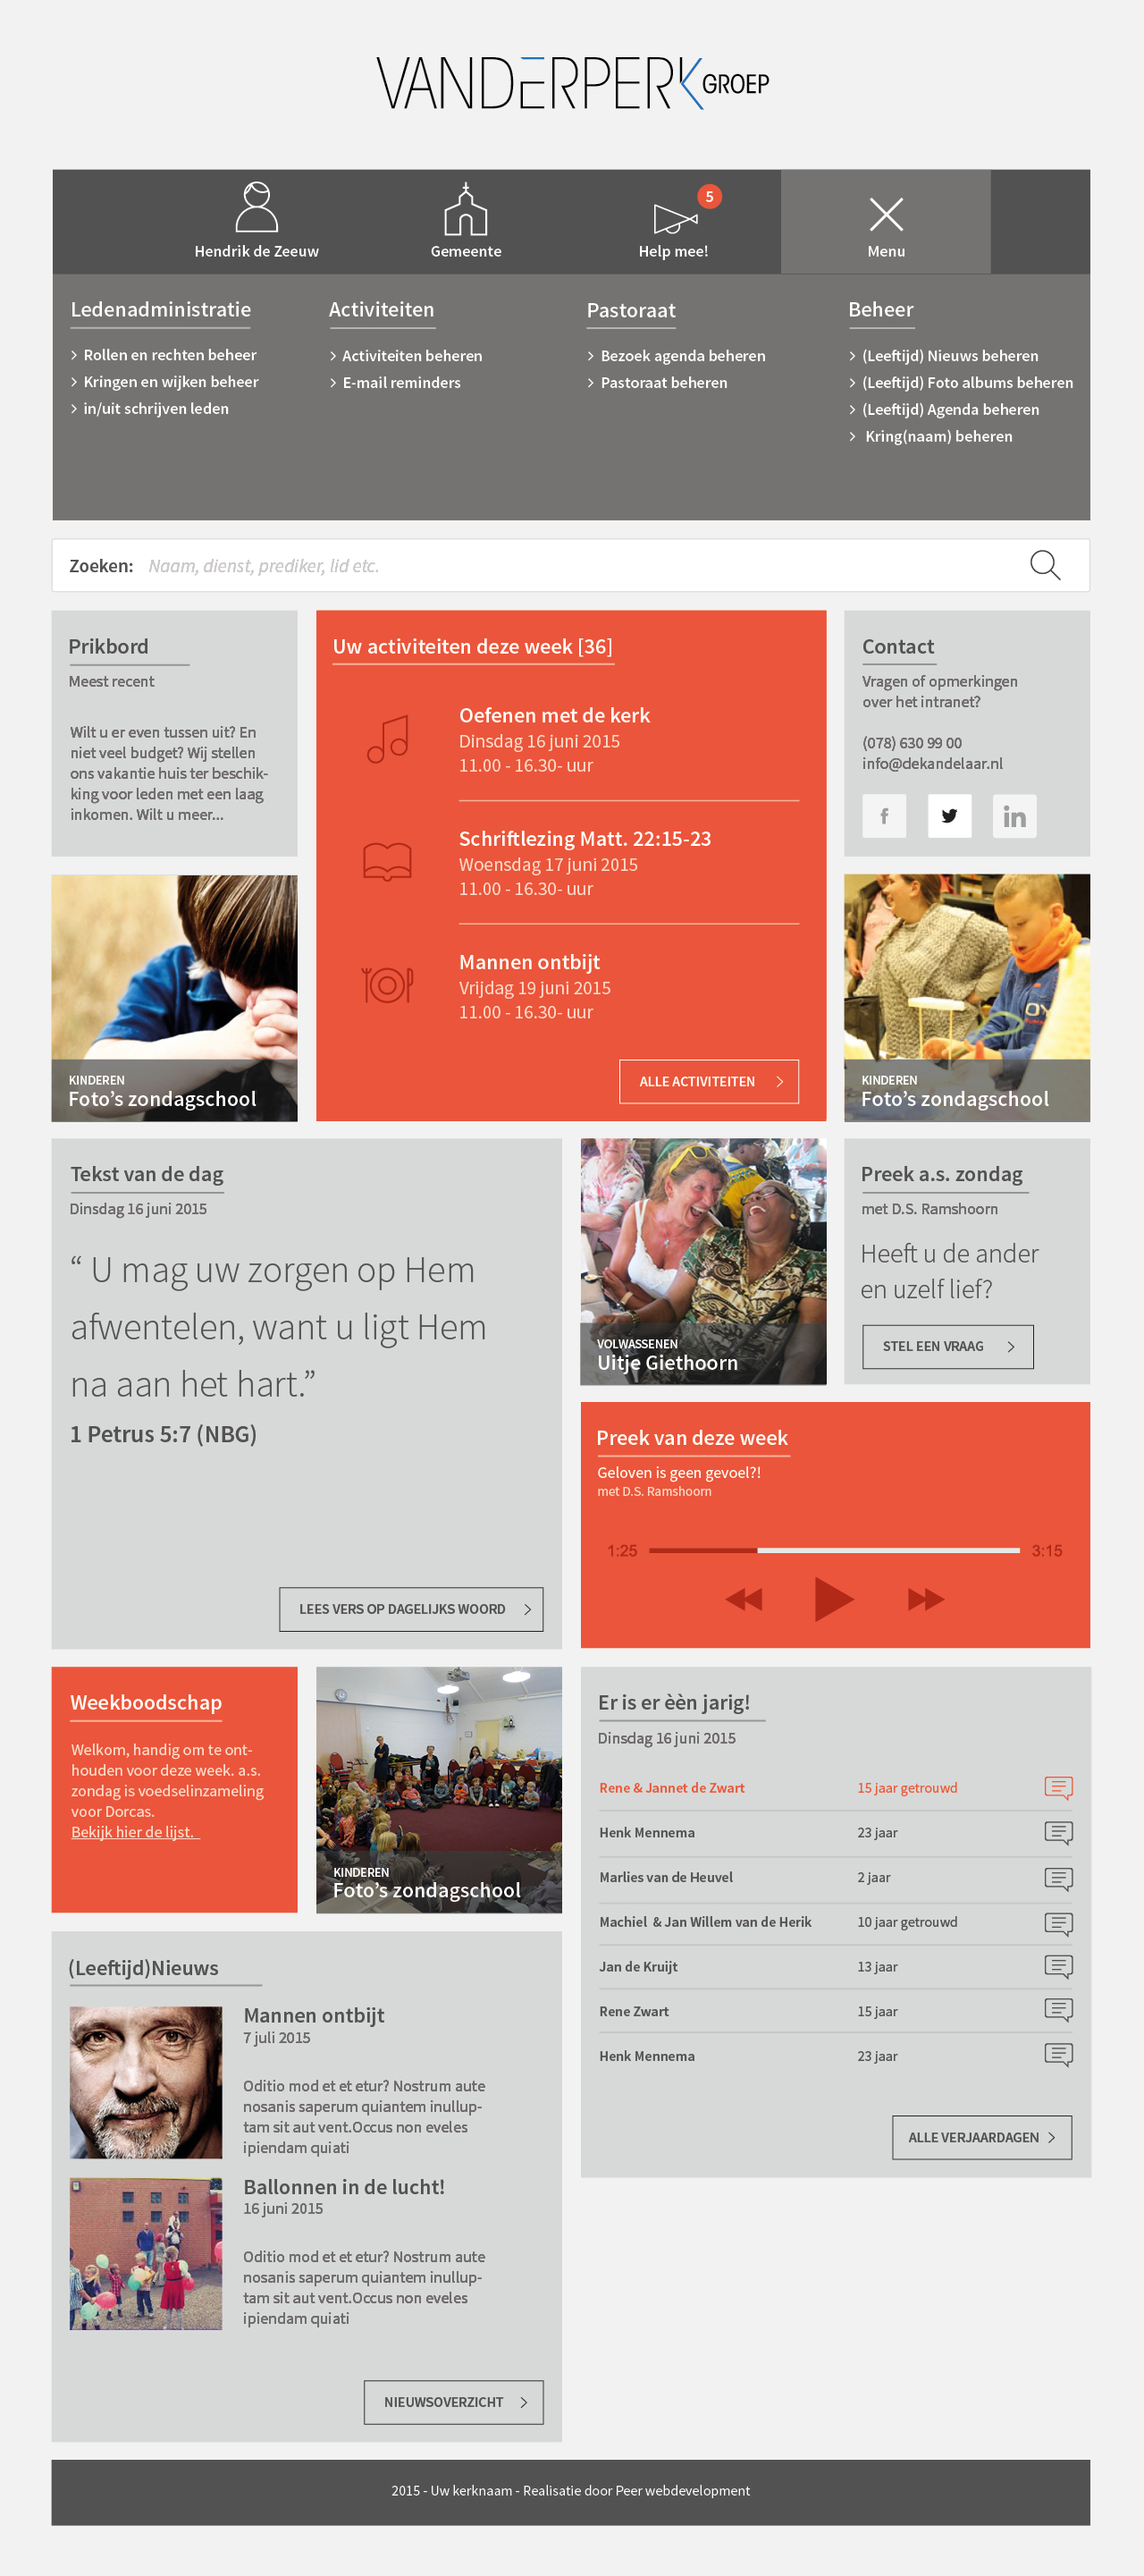 VANDERPERK GROEP
Hendrik de Zeeuw
Gemeente
Help mee!
5
Menu
Ledenadministratie
Rollen en rechten beheer
Kringen en wijken beheer
in/uit schrijven leden
Activiteiten
Activiteiten beheren
E-mail reminders
Pastoraat
Bezoek agenda beheren
Pastoraat beheren
Beheer
(Leeftijd) Nieuws beheren
(Leeftijd) Foto albums beheren
(Leeftijd) Agenda beheren
Kring(naam) beheren
Zoeken: Naam, dienst, prediker, lid etc.
Prikbord
Meest recent
Wilt u er even tussen uit? En
niet veel budget? Wij stellen
ons vakantie huis ter beschik-
king voor leden met een laag
inkomen. Wilt u meer...
Uw activiteiten deze week [36]
Oefenen met de kerk
Dinsdag 16 juni 2015
11.00 - 16.30- uur
Schriftlezing Matt. 22:15-23
Woensdag 17 juni 2015
11.00 - 16.30- uur
Mannen ontbijt
Vrijdag 19 juni 2015
11.00 - 16.30- uur
ALLE ACTIVITEITEN
Contact
Vragen of opmerkingen
over het intranet?
(078) 630 99 00
info@dekandelaar.nl
f
in
KINDEREN
Foto's zondagschool
KINDEREN
Foto's zondagschool
Tekst van de dag
Dinsdag 16 juni 2015
“ U mag uw zorgen op Hem
afwentelen, want u ligt Hem
na aan het hart.”
1 Petrus 5:7 (NBG)
LEES VERS OP DAGELIJKS WOORD
VOLWASSENEN
Uitje Giethoorn
Preek a.s. zondag
met D.S. Ramshoorn
Heeft u de ander
en uzelf lief?
STEL EEN VRAAG
Preek van deze week
Geloven is geen gevoel?!
met D.S. Ramshoorn
1:25
3:15
Weekboodschap
Welkom, handig om te ont-
houden voor deze week. a.s.
zondag is voedselinzameling
voor Dorcas.
Bekijk hier de lijst.
KINDEREN
Foto's zondagschool
Er is er èèn jarig!
Dinsdag 16 juni 2015
Rene & Jannet de Zwart 15 jaar getrouwd
Henk Mennema 23 jaar
Marlies van de Heuvel 2 jaar
Machiel & Jan Willem van de Herik 10 jaar getrouwd
Jan de Kruijt 13 jaar
Rene Zwart 15 jaar
Henk Mennema 23 jaar
ALLE VERJAARDAGEN
(Leeftijd)Nieuws
Mannen ontbijt
7 juli 2015
Oditio mod et et etur? Nostrum aute
nosanis saperum quiantem inullup-
tam sit aut vent.Occus non eveles
ipiendam quiati
Ballonnen in de lucht!
16 juni 2015
Oditio mod et et etur? Nostrum aute
nosanis saperum quiantem inullup-
tam sit aut vent.Occus non eveles
ipiendam quiati
NIEUWSOVERZICHT
2015 - Uw kerknaam - Realisatie door Peer webdevelopment